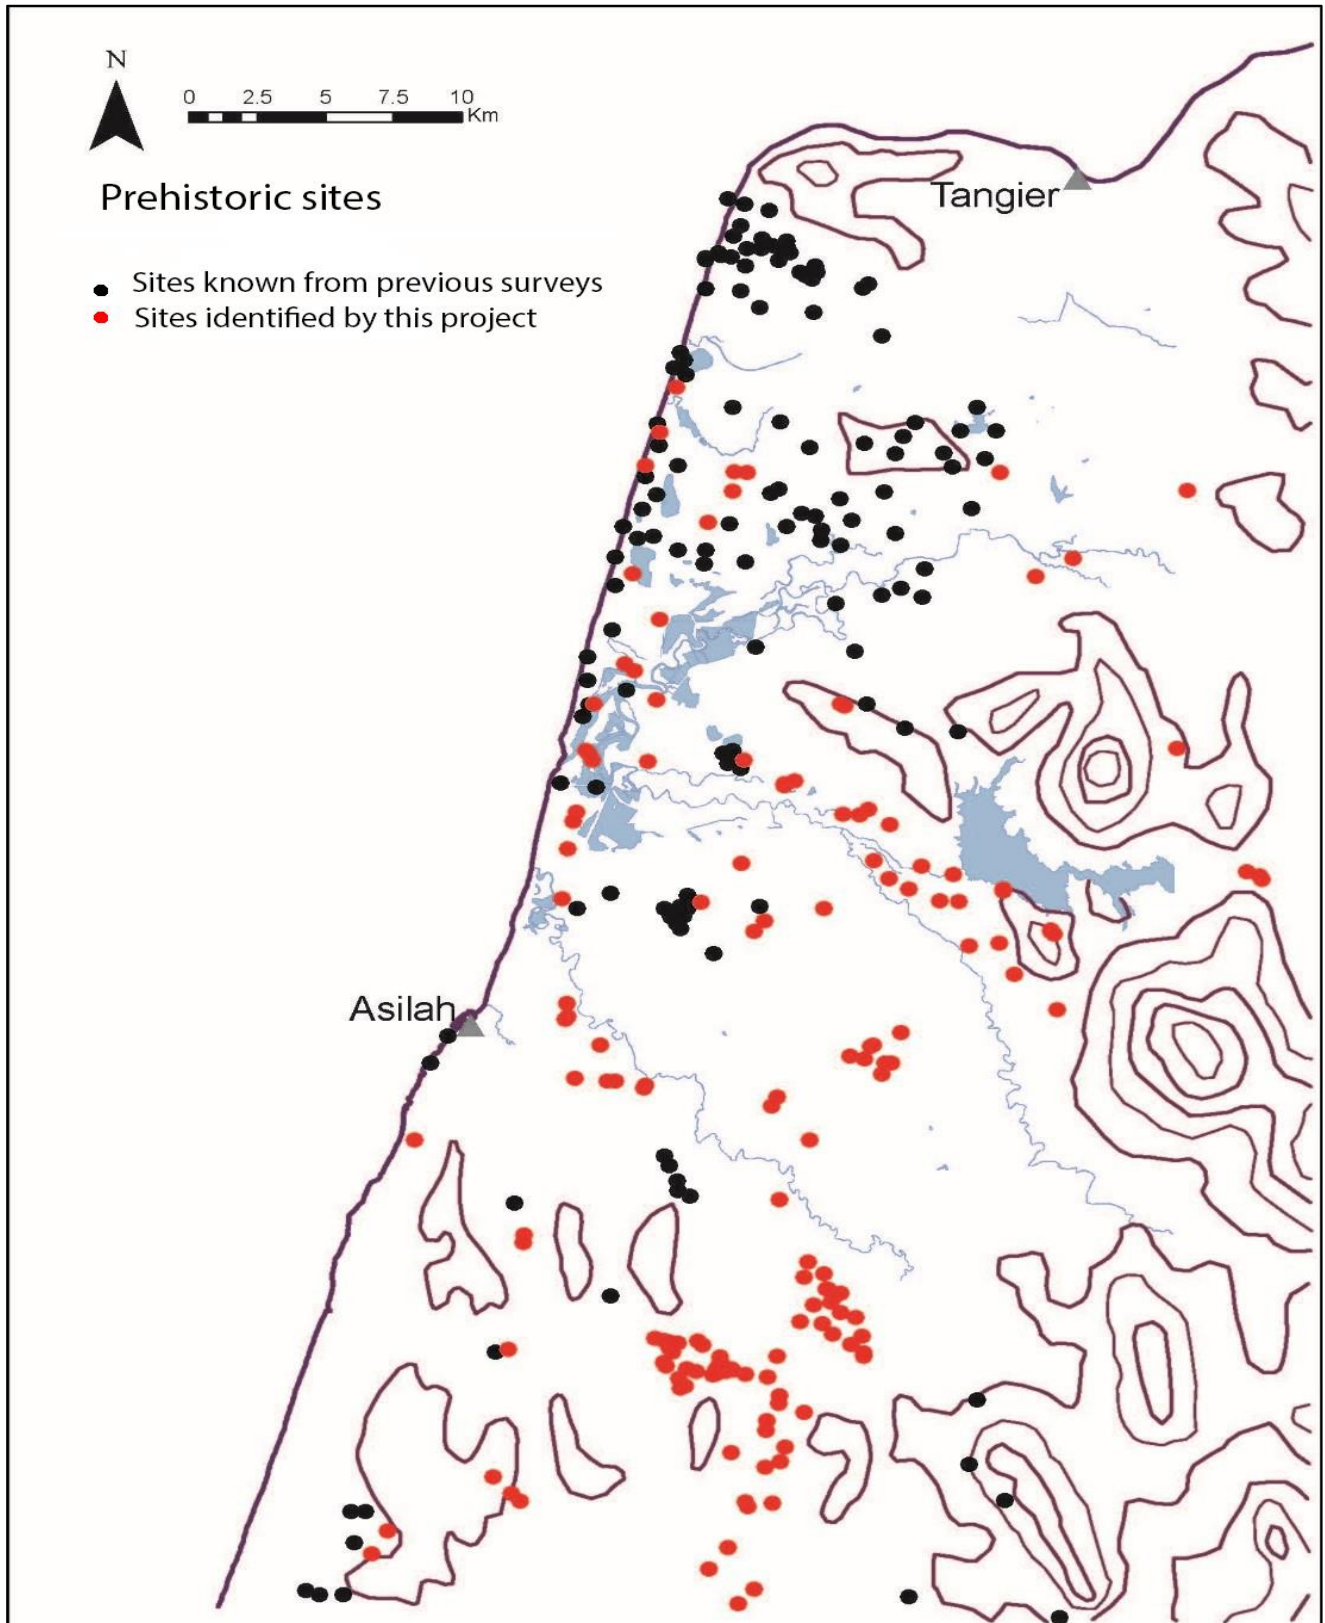 N
0 2.5 5 7.5 10
Km
Prehistoric sites
Sites known from previous surveys
Sites identified by this project
Tangier
Asilah